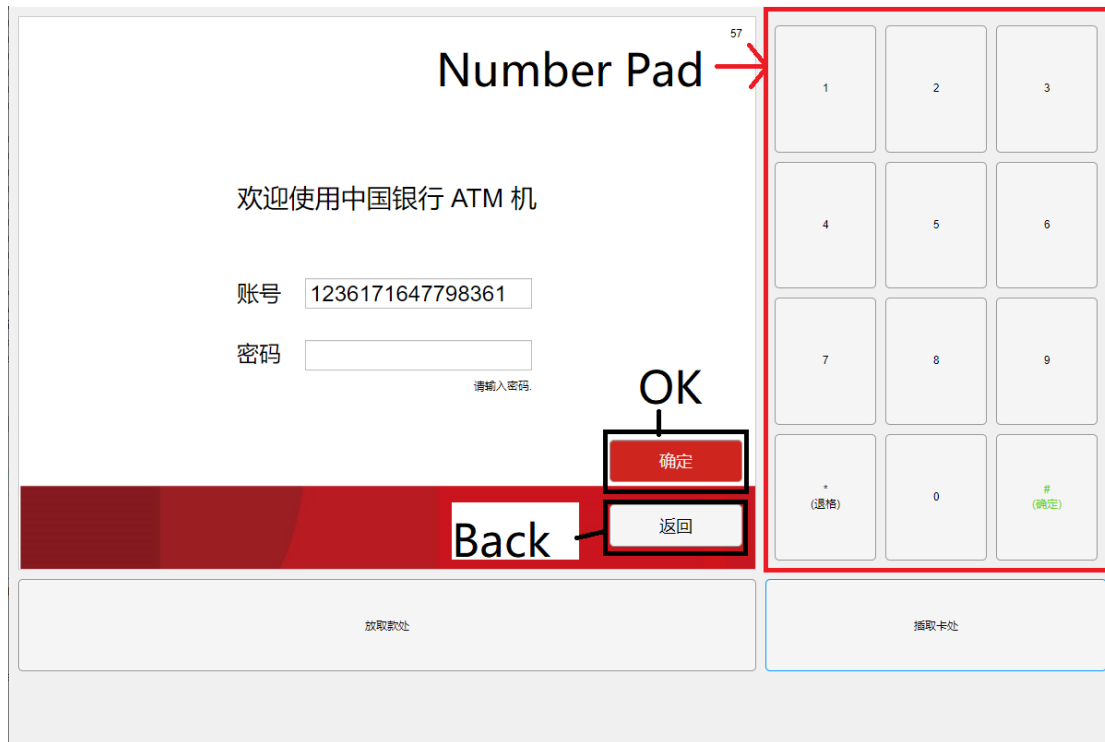 57
Number Pad
欢迎使用中国银行 ATM 机
账号 1236171647798361
密码
请输入密码.
OK
确定
Back
返回
1 2 3
4 5 6
7 8 9
* 0 #
(退格) (确定)
放取款处
插取卡处